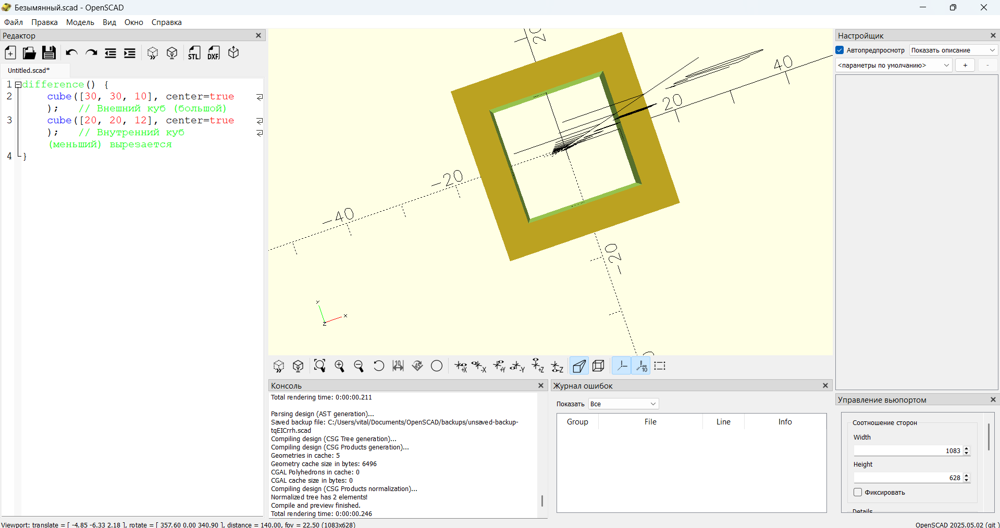 Безымянный.scad - OpenSCAD
Файл Правка Модель Вид Окно Справка
Редактор
STL DXF
Untitled.scad*
1 difference() {
2 cube([30, 30, 10], center=true
); // Внешний куб (большой)
3 cube([20, 20, 12], center=true
); // Внутренний куб
(меньший) вырезается
4 }
20
40
20
-20
-40
-20
Y
X
Z
10 45 +X -X +Y -Y +Z -Z 10
Консоль
Total rendering time: 0:00:00.211
Parsing design (AST generation)...
Saved backup file: C:/Users/vital/Documents/OpenSCAD/backups/unsaved-backup-
tqEICrrh.scad
Compiling design (CSG Tree generation)...
Compiling design (CSG Products generation)...
Geometries in cache: 5
Geometry cache size in bytes: 6496
CGAL Polyhedrons in cache: 0
CGAL cache size in bytes: 0
Compiling design (CSG Products normalization)...
Normalized tree has 2 elements!
Compile and preview finished.
Total rendering time: 0:00:00.246
Журнал ошибок
Показать Все
Group File Line Info
Настройщик
Автопредпросмотр Показать описание
<параметры по умолчанию> + -
Управление вьюпортом
Соотношение сторон
Width
1083
Height
628
Фиксировать
Details
Viewport: translate = [ -4.85 -6.33 2.18 ], rotate = [ 357.60 0.00 340.90 ], distance = 140.00, fov = 22.50 (1083x628)
OpenSCAD 2025.05.02 (git )